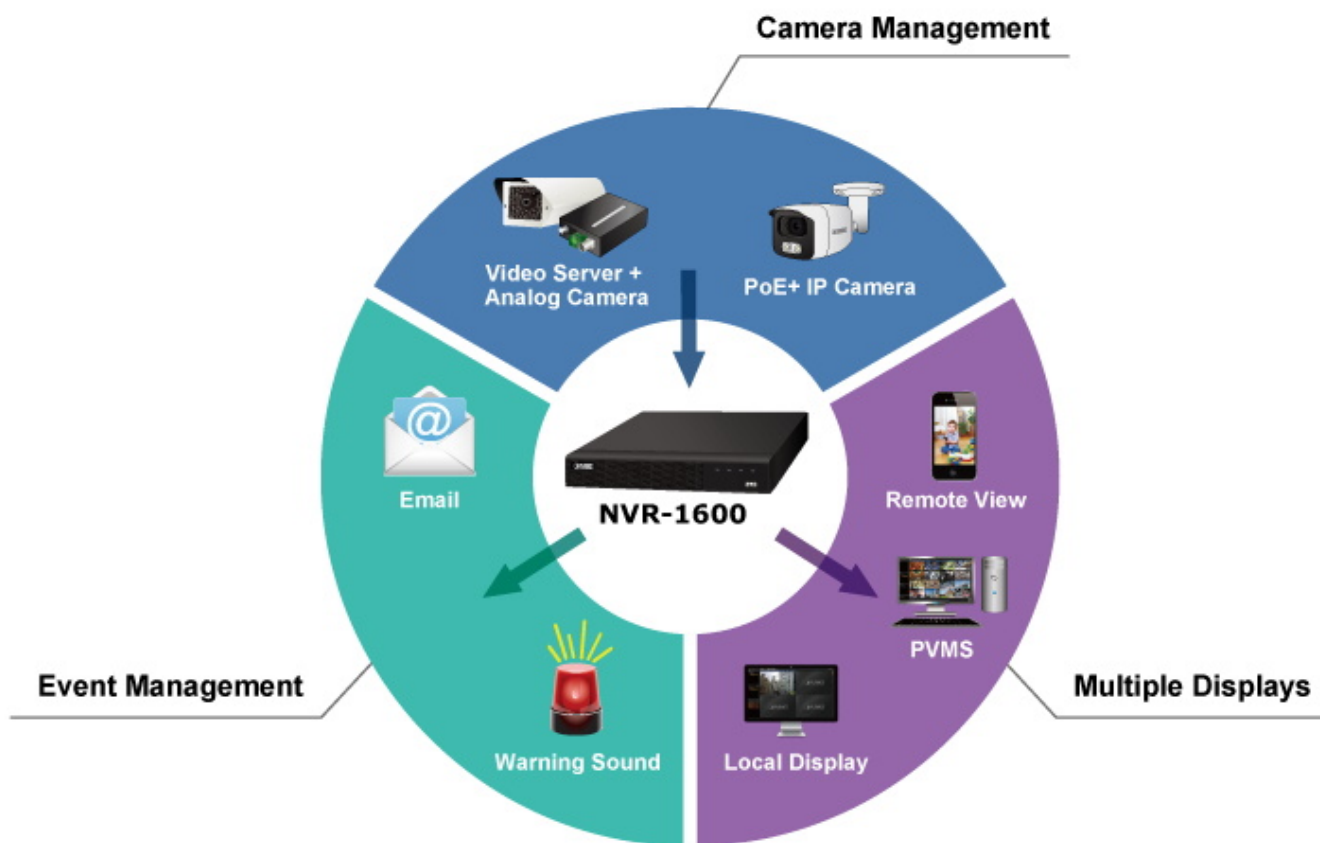 Camera Management
Video Server +
Analog Camera
PoE+ IP Camera
Email
NVR-1600
Remote View
PVMS
Event Management
Multiple Displays
Warning Sound
Local Display